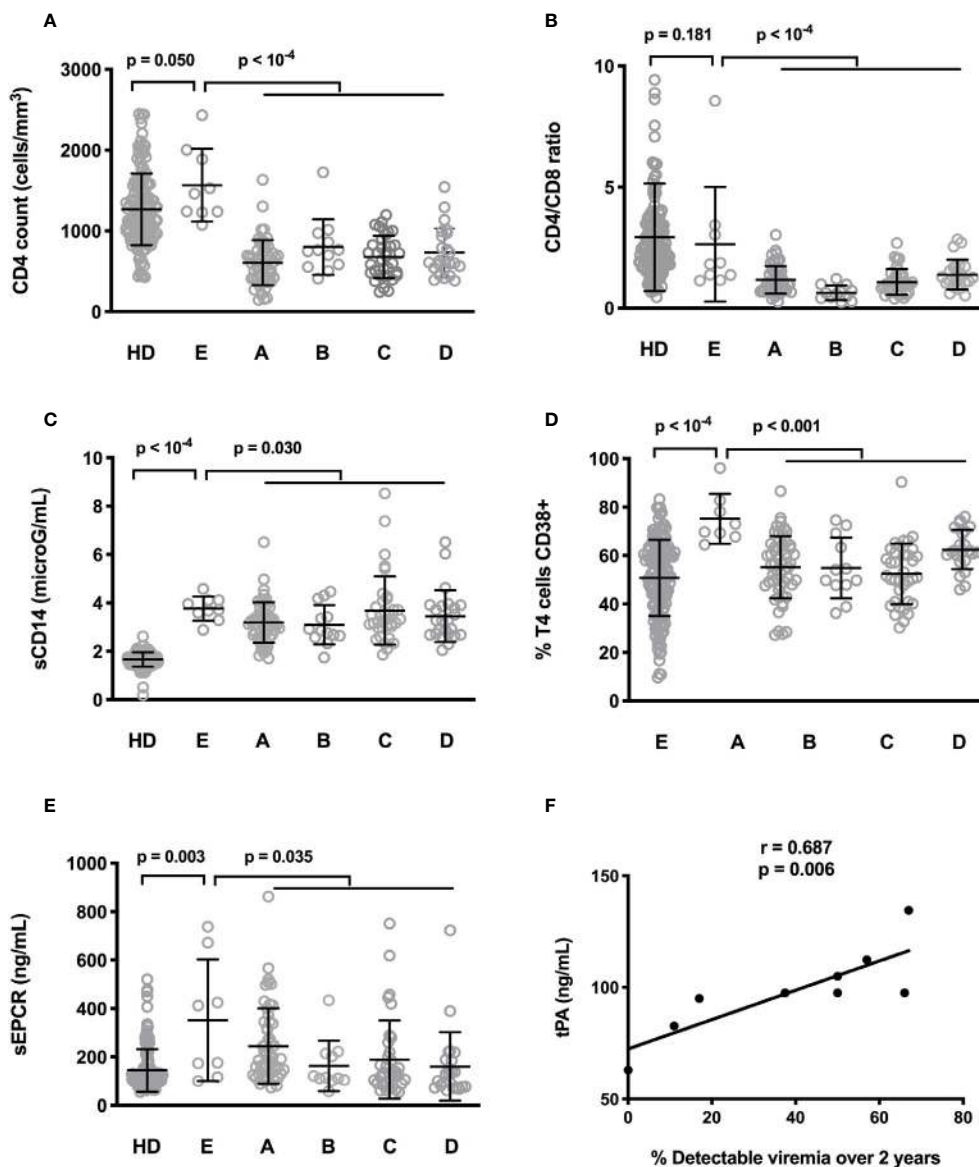 A
p = 0.050
p < 10-4
CD4 count (cells/mm3)
3000
2000
1000
0
HD E A B C D
B
p = 0.181
p < 10-4
CD4/CD8 ratio
10
5
0
HD E A B C D
C
p < 10-4
p = 0.030
sCD14 (microG/mL)
10
8
6
4
2
0
HD E A B C D
D
p < 10-4
p < 0.001
% T4 cells CD38+
100
80
60
40
20
0
E A B C D
E
p = 0.003
p = 0.035
sEPCR (ng/mL)
1000
800
600
400
200
0
HD E A B C D
F
r = 0.687
p = 0.006
tPA (ng/mL)
150
100
50
0 20 40 60 80
% Detectable viremia over 2 years